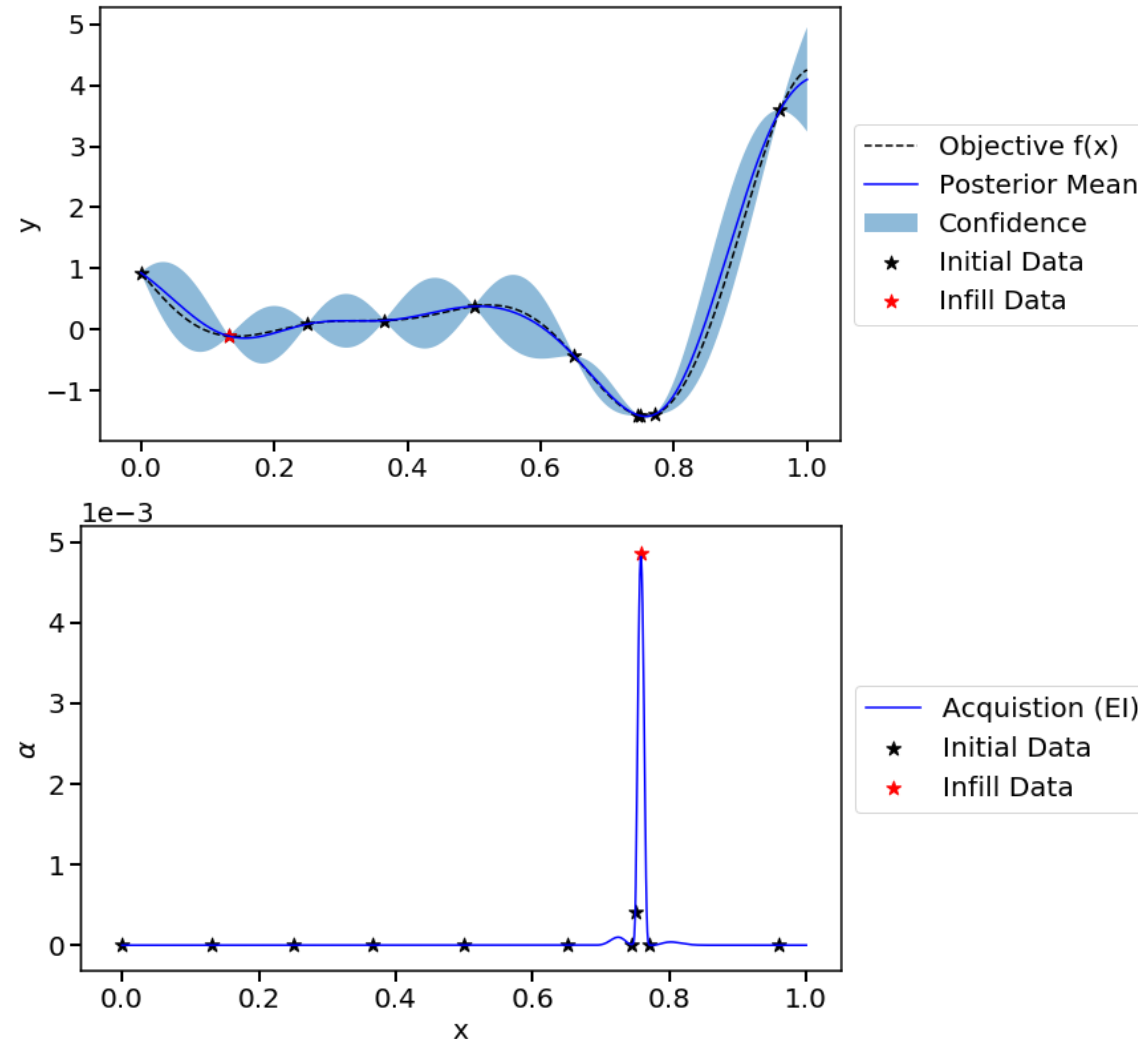 5
4
3
2
1
0
−1
y
0.0 0.2 0.4 0.6 0.8 1.0
Objective f(x)
Posterior Mean
Confidence
Initial Data
Infill Data
1e−3
5
4
3
2
1
0
α
0.0 0.2 0.4 0.6 0.8 1.0
x
Acquistion (EI)
Initial Data
Infill Data